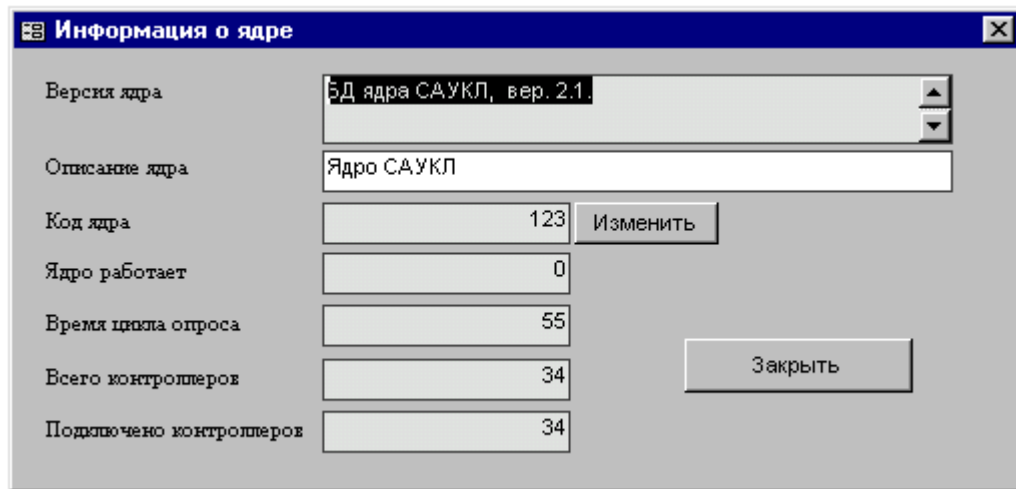 Информация о ядре
Версия ядра БД ядра САУКЛ, вер. 2.1.
Описание ядра Ядро САУКЛ
Код ядра 123 Изменить
Ядро работает 0
Время цикла опроса 55
Всего контроллеров 34
Закрыть
Подключено контроллеров 34